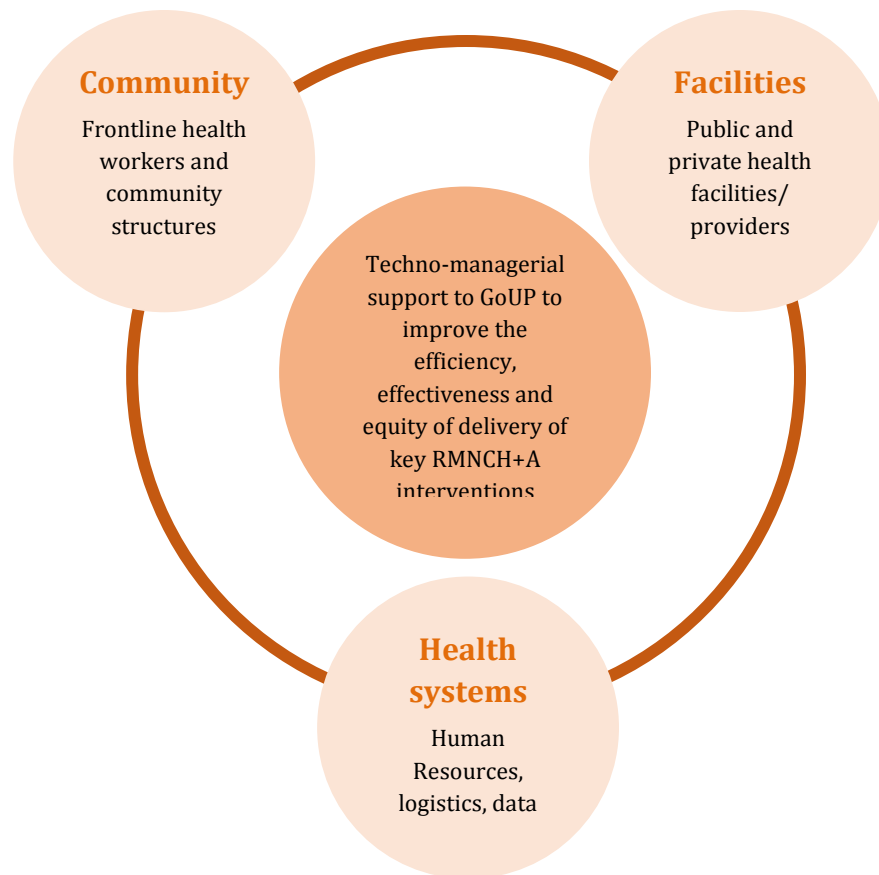 Community
Frontline health
workers and
community
structures
Facilities
Public and
private health
facilities/
providers
Techno-managerial
support to GoUP to
improve the
efficiency,
effectiveness and
equity of delivery of
key RMNCH+A
interventions
Health
systems
Human
Resources,
logistics, data